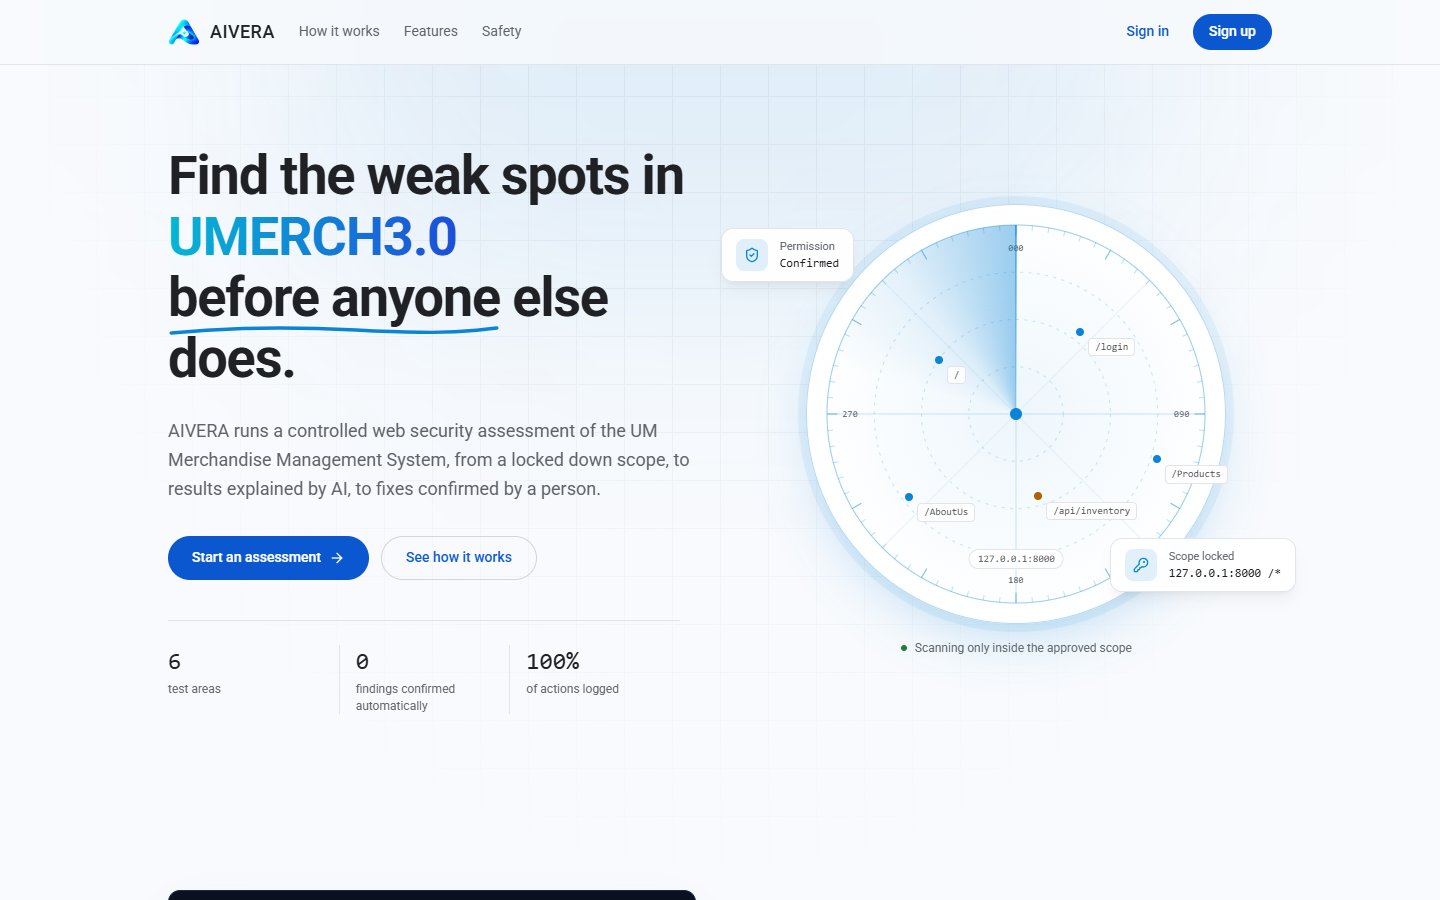 AIVERA
How it works
Features
Safety
Sign in
Sign up
Find the weak spots in
UMERCH3.0
before anyone else
does.
AIVERA runs a controlled web security assessment of the UM
Merchandise Management System, from a locked down scope, to
results explained by AI, to fixes confirmed by a person.
Start an assessment
See how it works
6
test areas
0
findings confirmed
automatically
100%
of actions logged
Permission
Confirmed
000
/login
/
270
090
/Products
/AboutUs
/api/inventory
127.0.0.1:8000
180
Scope locked
127.0.0.1:8000 /*
Scanning only inside the approved scope